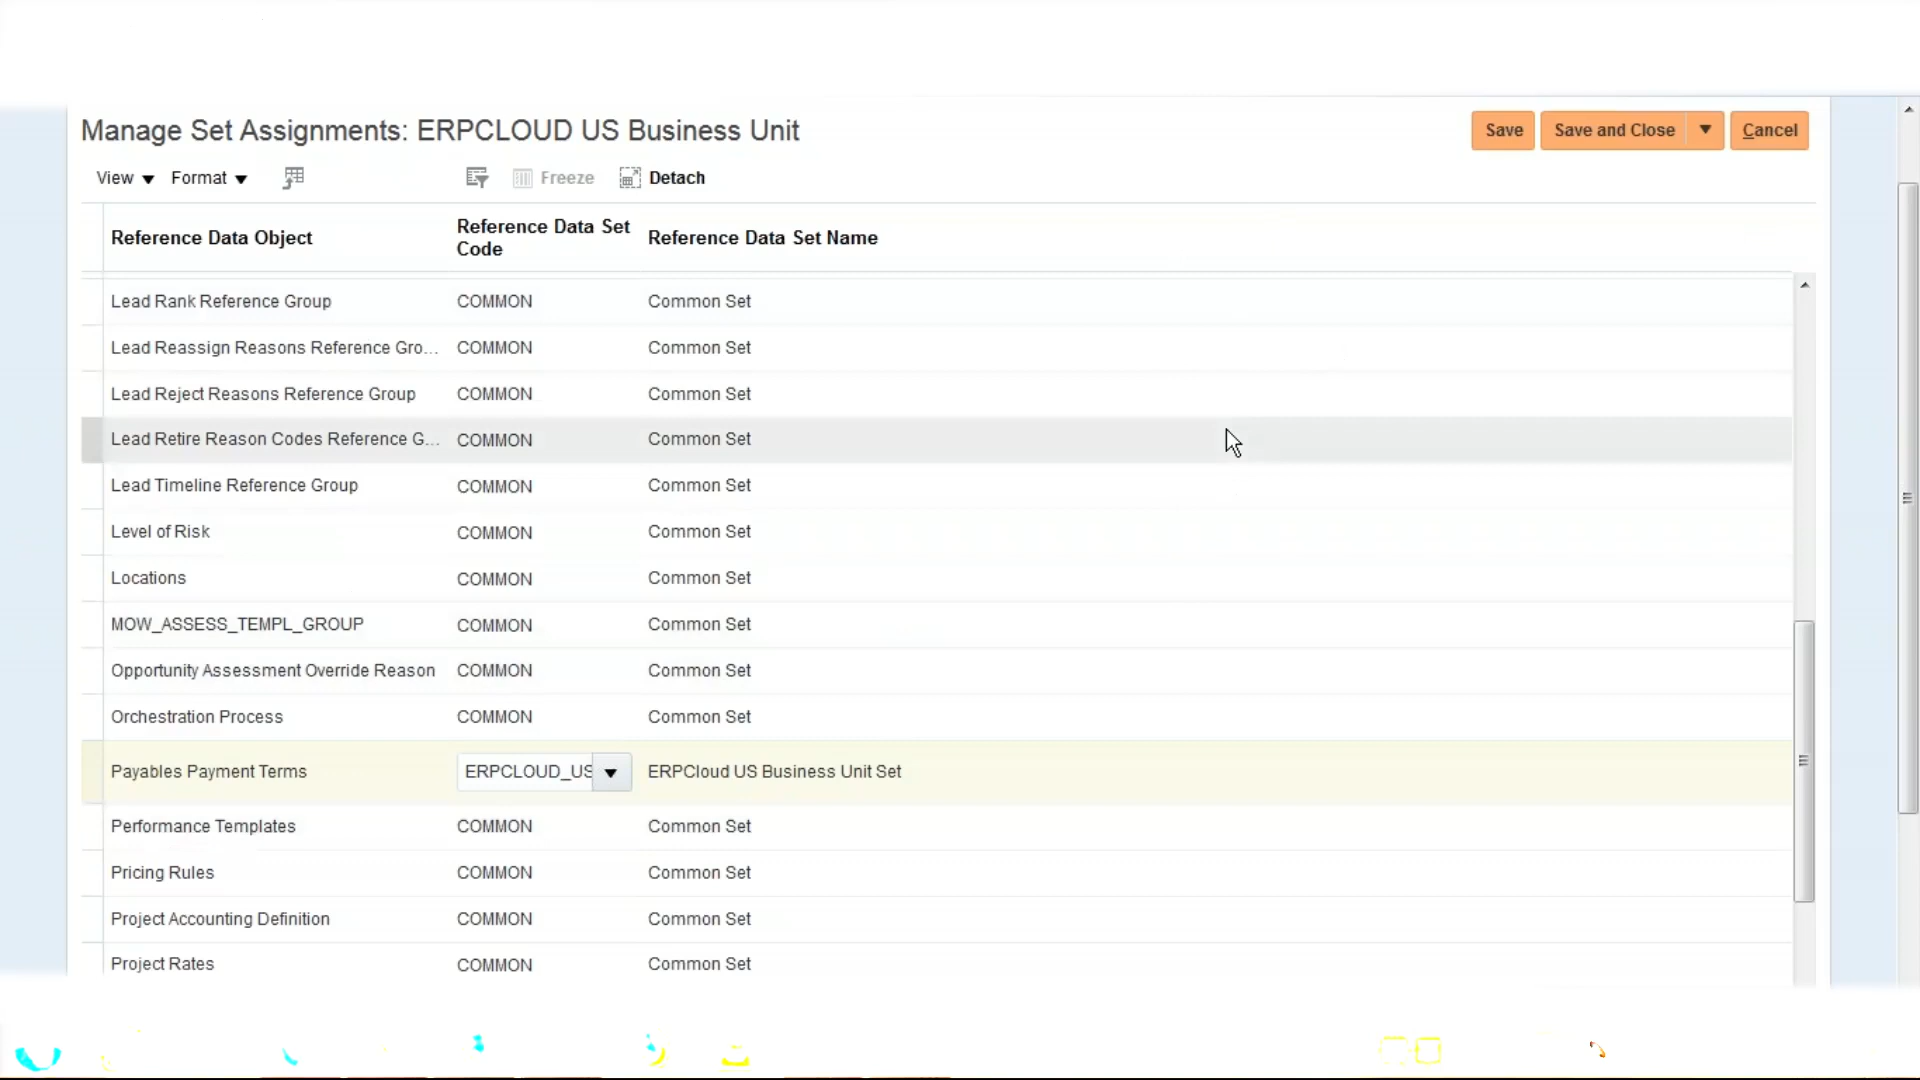 Manage Set Assignments: ERPCLOUD US Business Unit
Save
Save and Close
Cancel
View
Format
Freeze
Detach
Reference Data Object
Reference Data Set Code
Reference Data Set Name
Lead Rank Reference Group COMMON Common Set
Lead Reassign Reasons Reference Gro... COMMON Common Set
Lead Reject Reasons Reference Group COMMON Common Set
Lead Retire Reason Codes Reference G... COMMON Common Set
Lead Timeline Reference Group COMMON Common Set
Level of Risk COMMON Common Set
Locations COMMON Common Set
MOW_ASSESS_TEMPL_GROUP COMMON Common Set
Opportunity Assessment Override Reason COMMON Common Set
Orchestration Process COMMON Common Set
Payables Payment Terms ERPCLOUD_US ERPCloud US Business Unit Set
Performance Templates COMMON Common Set
Pricing Rules COMMON Common Set
Project Accounting Definition COMMON Common Set
Project Rates COMMON Common Set